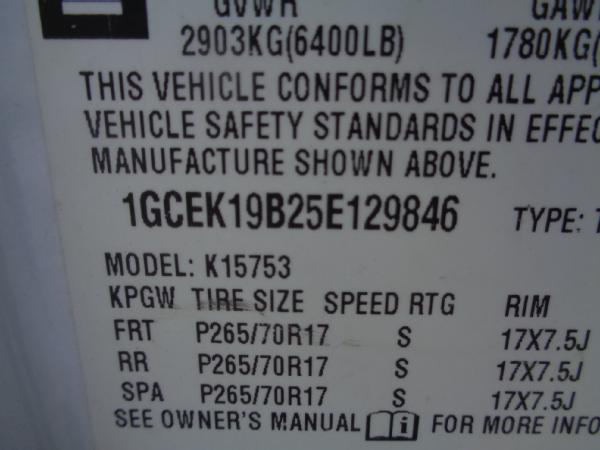 GVWR GAW
2903KG(6400LB) 1780KG(
THIS VEHICLE CONFORMS TO ALL APP
VEHICLE SAFETY STANDARDS IN EFFEC
MANUFACTURE SHOWN ABOVE.
1GCEK19B25E129846 TYPE: T
MODEL: K15753
KPGW TIRE SIZE SPEED RTG RIM
FRT P265/70R17 S 17X7.5J
RR P265/70R17 S 17X7.5J
SPA P265/70R17 S 17X7.5J
SEE OWNER'S MANUAL i FOR MORE INFO